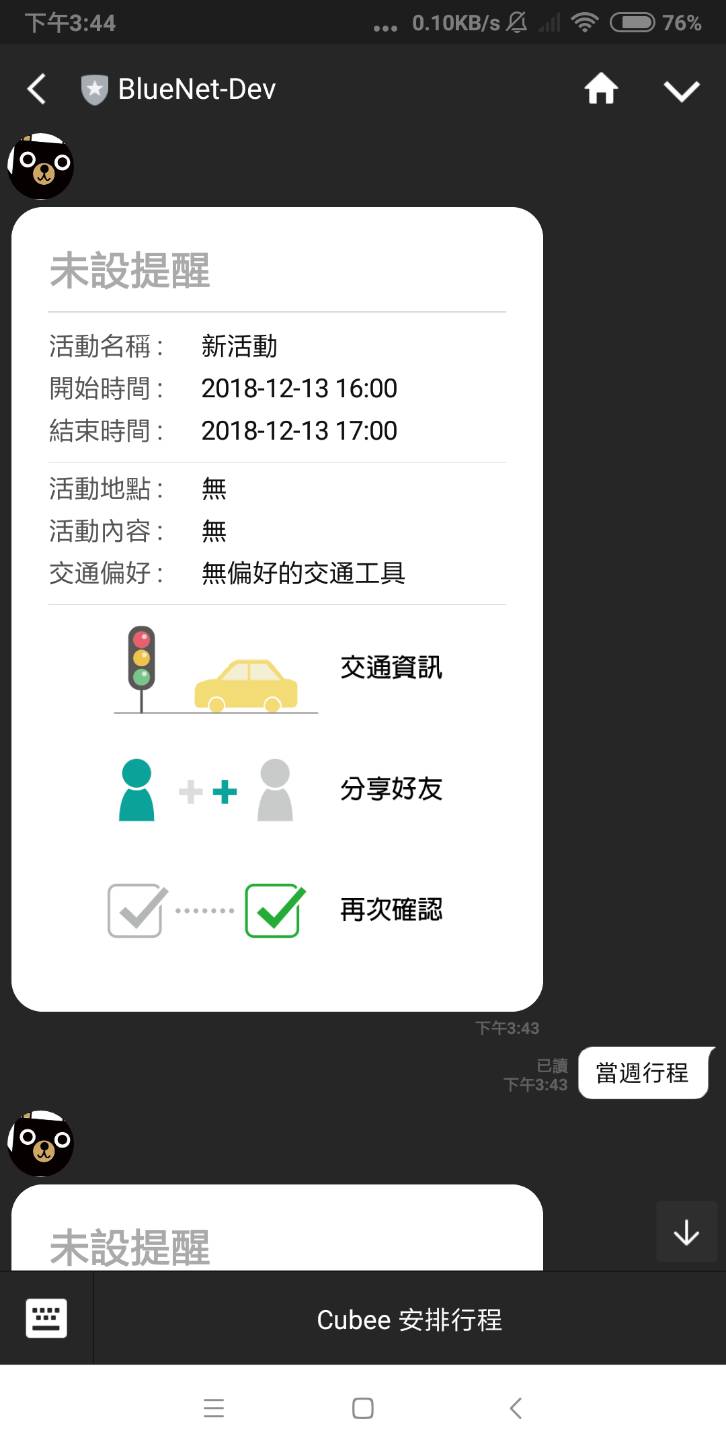 下午3:44
... 0.10KB/s 76%
BlueNet-Dev
未設提醒
活動名稱 : 新活動
開始時間 : 2018-12-13 16:00
結束時間 : 2018-12-13 17:00
活動地點 : 無
活動內容 : 無
交通偏好 : 無偏好的交通工具
交通資訊
分享好友
再次確認
下午3:43
已讀
下午3:43
當週行程
未設提醒
Cubee 安排行程